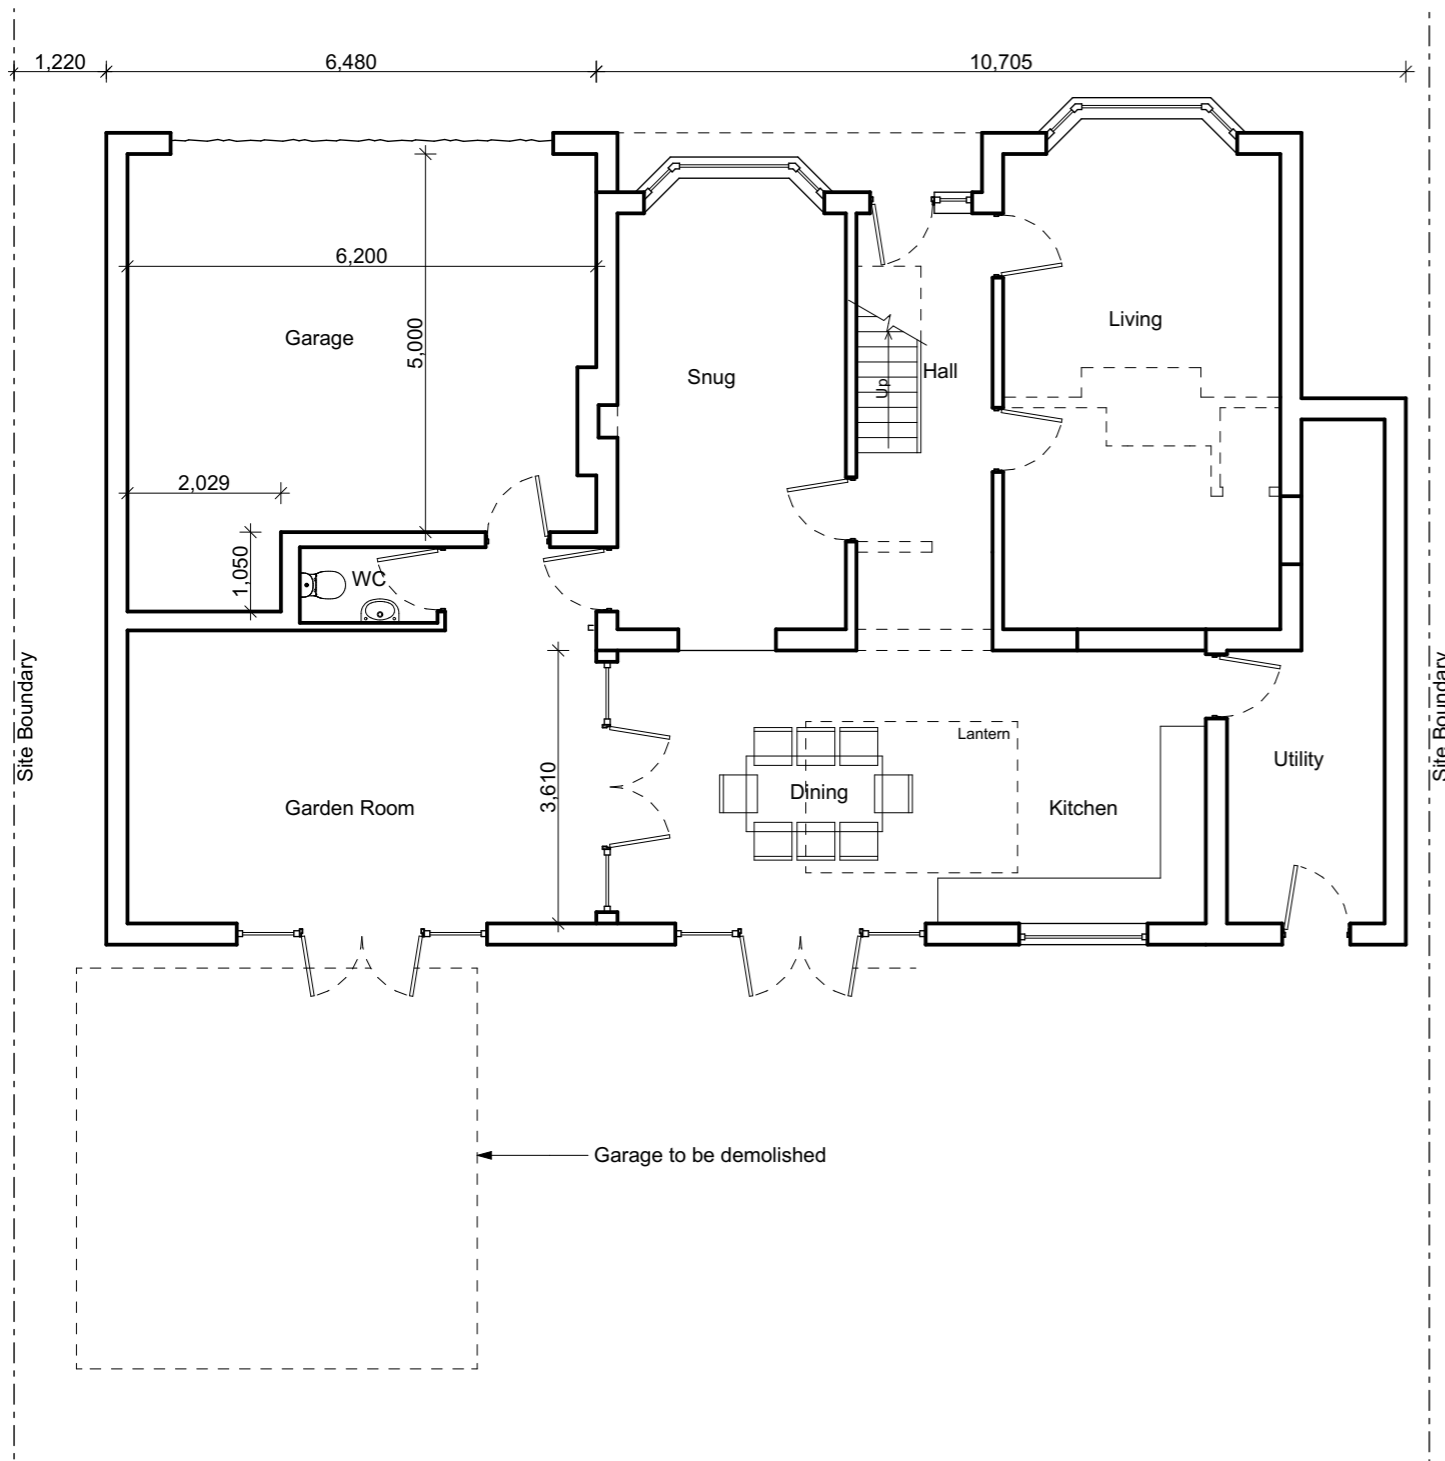 1,220
6,480
10,705
6,200
5,000
Garage
Snug
Up
Hall
Living
2,029
1,050
WC
Site Boundary
Site Boundary
3,610
Lantern
Garden Room
Dining
Kitchen
Utility
Garage to be demolished